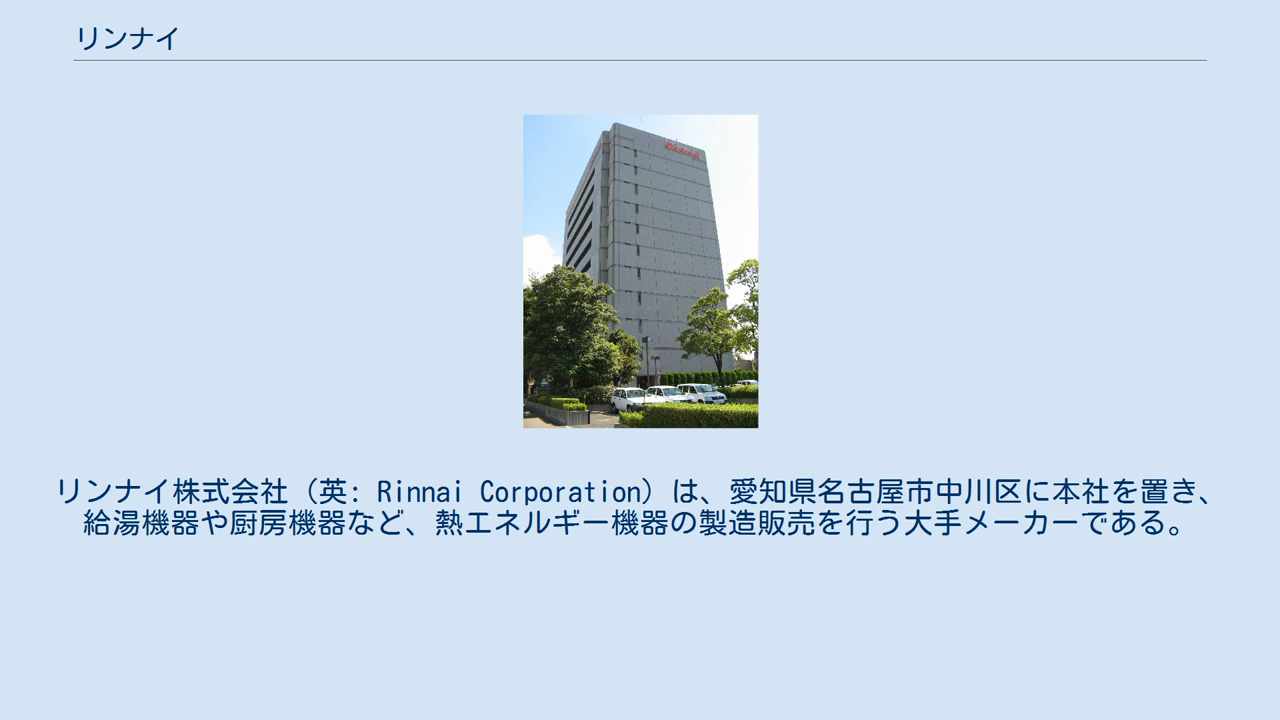 リンナイ
リンナイ株式会社（英: Rinnai Corporation）は、愛知県名古屋市中川区に本社を置き、
給湯機器や厨房機器など、熱エネルギー機器の製造販売を行う大手メーカーである。